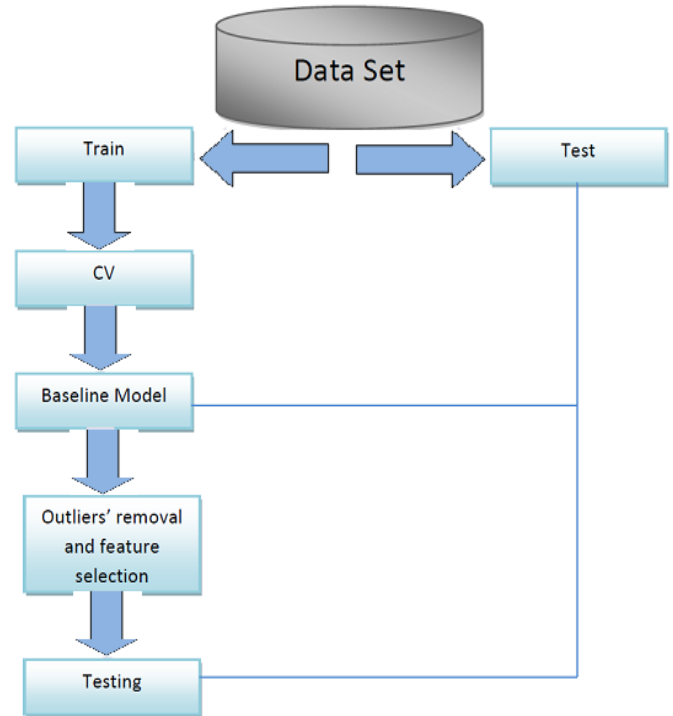 Data Set
Train
Test
CV
Baseline Model
Outliers’ removal
and feature
selection
Testing